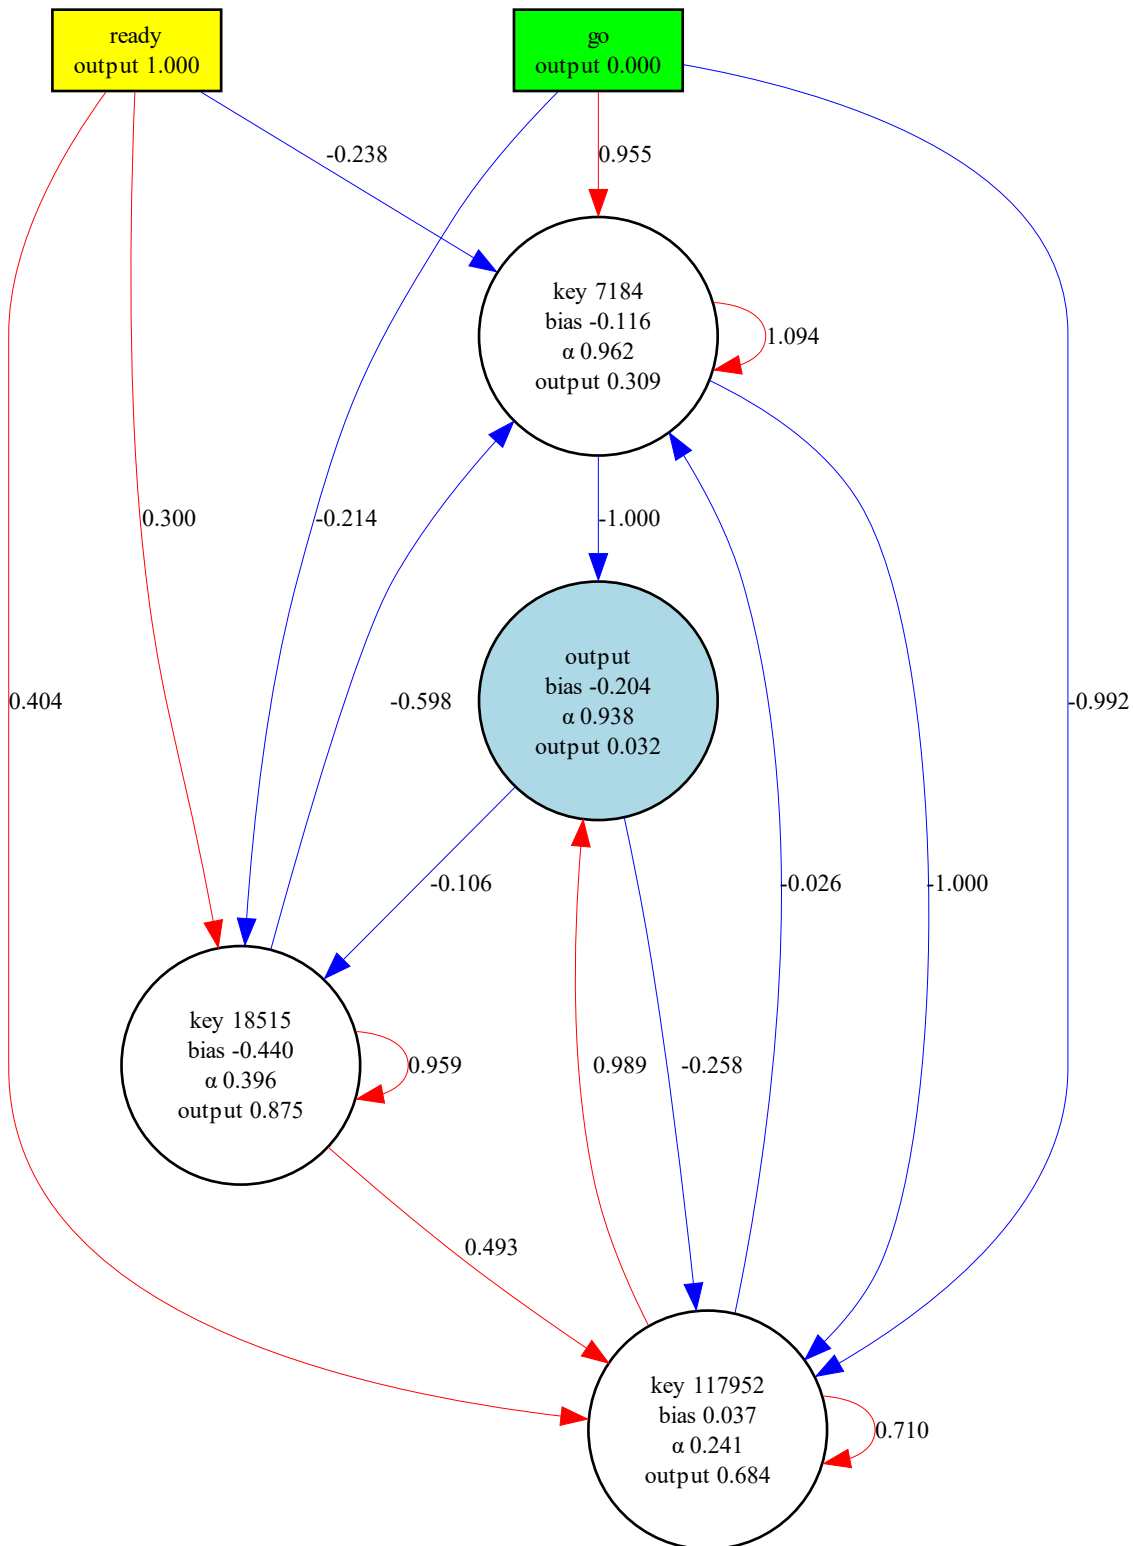 ready
output 1.000
go
output 0.000
-0.238
0.955
key 7184
bias -0.116
α 0.962
output 0.309
1.094
0.300
-0.214
-1.000
output
bias -0.204
α 0.938
output 0.032
0.404
-0.598
-0.992
-0.106
-0.026
-1.000
key 18515
bias -0.440
α 0.396
output 0.875
0.959
0.989
-0.258
0.493
key 117952
bias 0.037
α 0.241
output 0.684
0.710